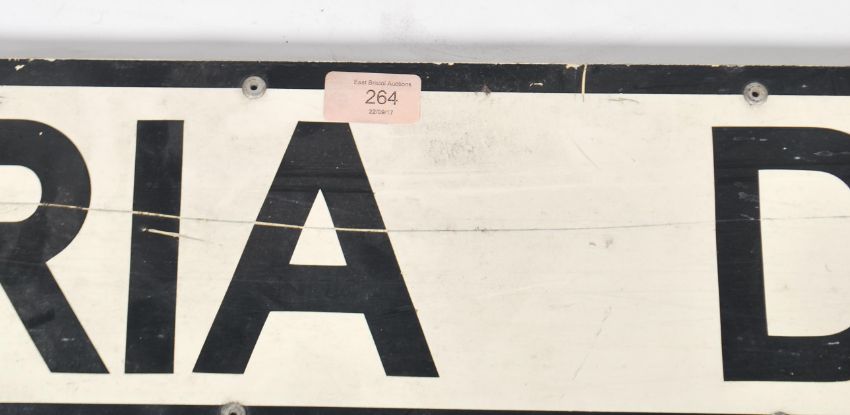 East Bristol Auctions
264
22/09/17
RIA D